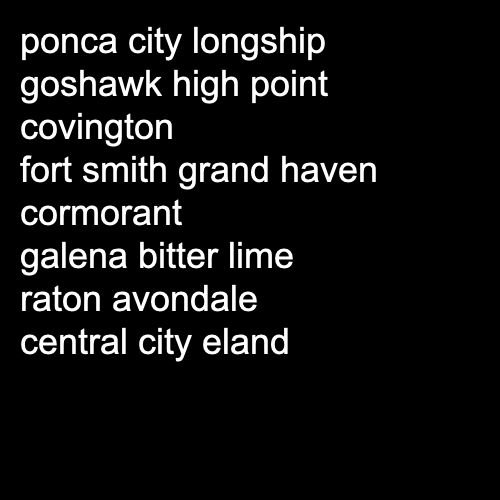 ponca city longship
goshawk high point
covington
fort smith grand haven
cormorant
galena bitter lime
raton avondale
central city eland